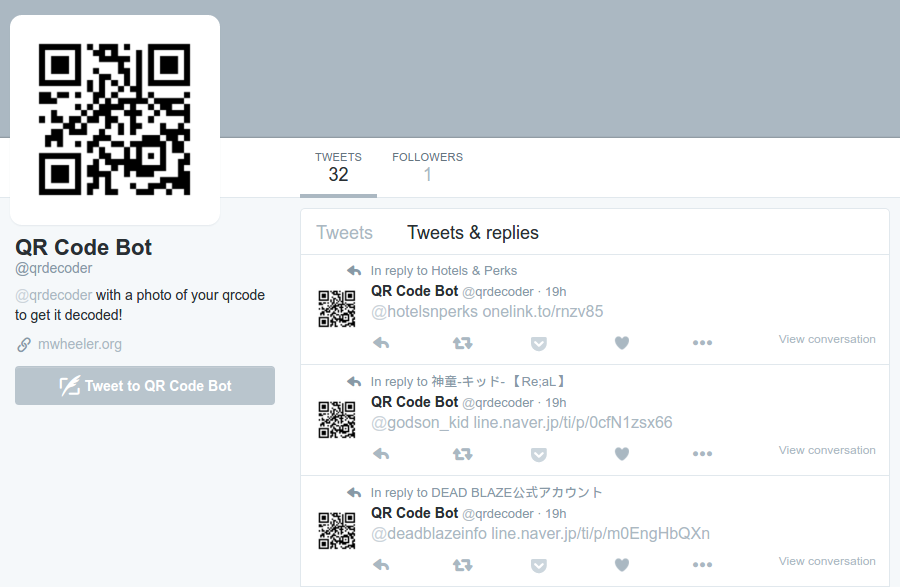 TWEETS
32
FOLLOWERS
1
QR Code Bot
@qrdecoder
@qrdecoder with a photo of your qrcode
to get it decoded!
mwheeler.org
Tweet to QR Code Bot
Tweets Tweets & replies
In reply to Hotels & Perks
QR Code Bot @qrdecoder · 19h
@hotelsnperks onelink.to/rnzv85
View conversation
In reply to 神童-キッド-【Re;aL】
QR Code Bot @qrdecoder · 19h
@godson_kid line.naver.jp/ti/p/0cfN1zsx66
View conversation
In reply to DEAD BLAZE公式アカウント
QR Code Bot @qrdecoder · 19h
@deadblazeinfo line.naver.jp/ti/p/m0EngHbQXn
View conversation